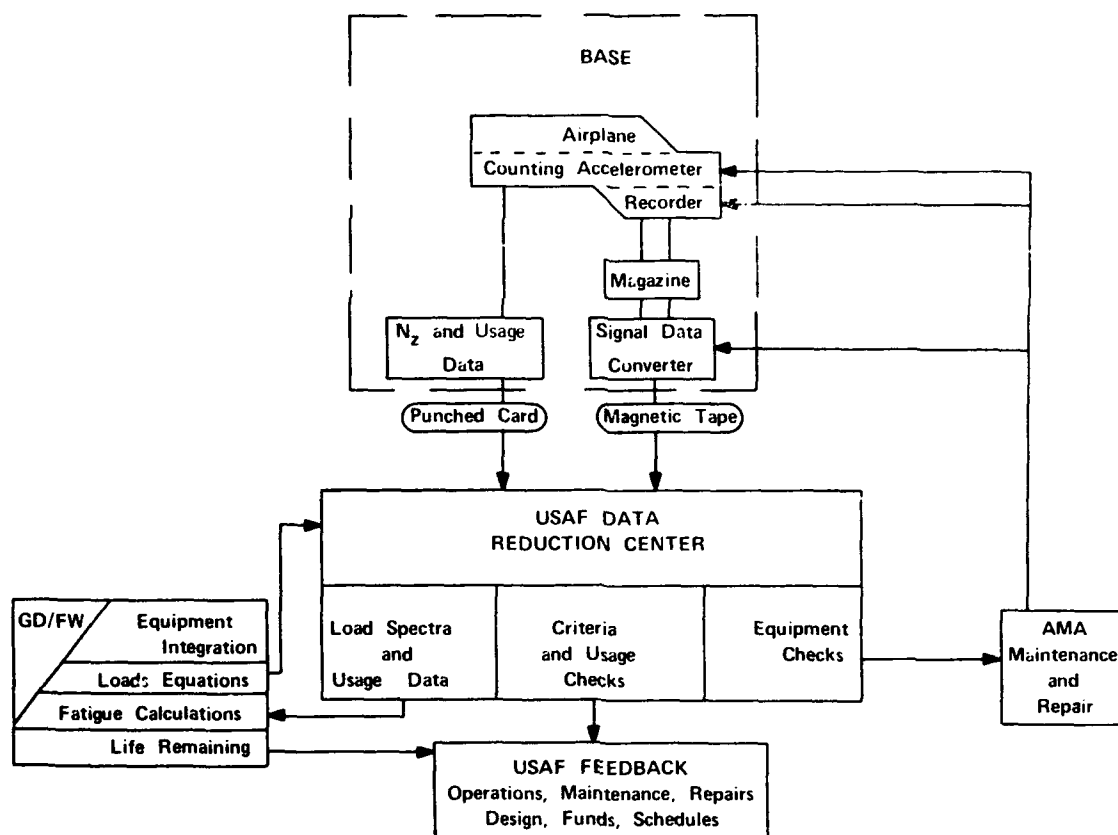 BASE
Airplane
Counting Accelerometer
Recorder
Magazine
N_z and Usage
Data
Signal Data
Converter
Punched Card
Magnetic Tape
USAF DATA
REDUCTION CENTER
Load Spectra
and
Usage Data
Criteria
and Usage
Checks
Equipment
Checks
GD/FW
Equipment
Integration
Loads Equations
Fatigue Calculations
Life Remaining
AMA
Maintenance
and
Repair
USAF FEEDBACK
Operations, Maintenance, Repairs
Design, Funds, Schedules